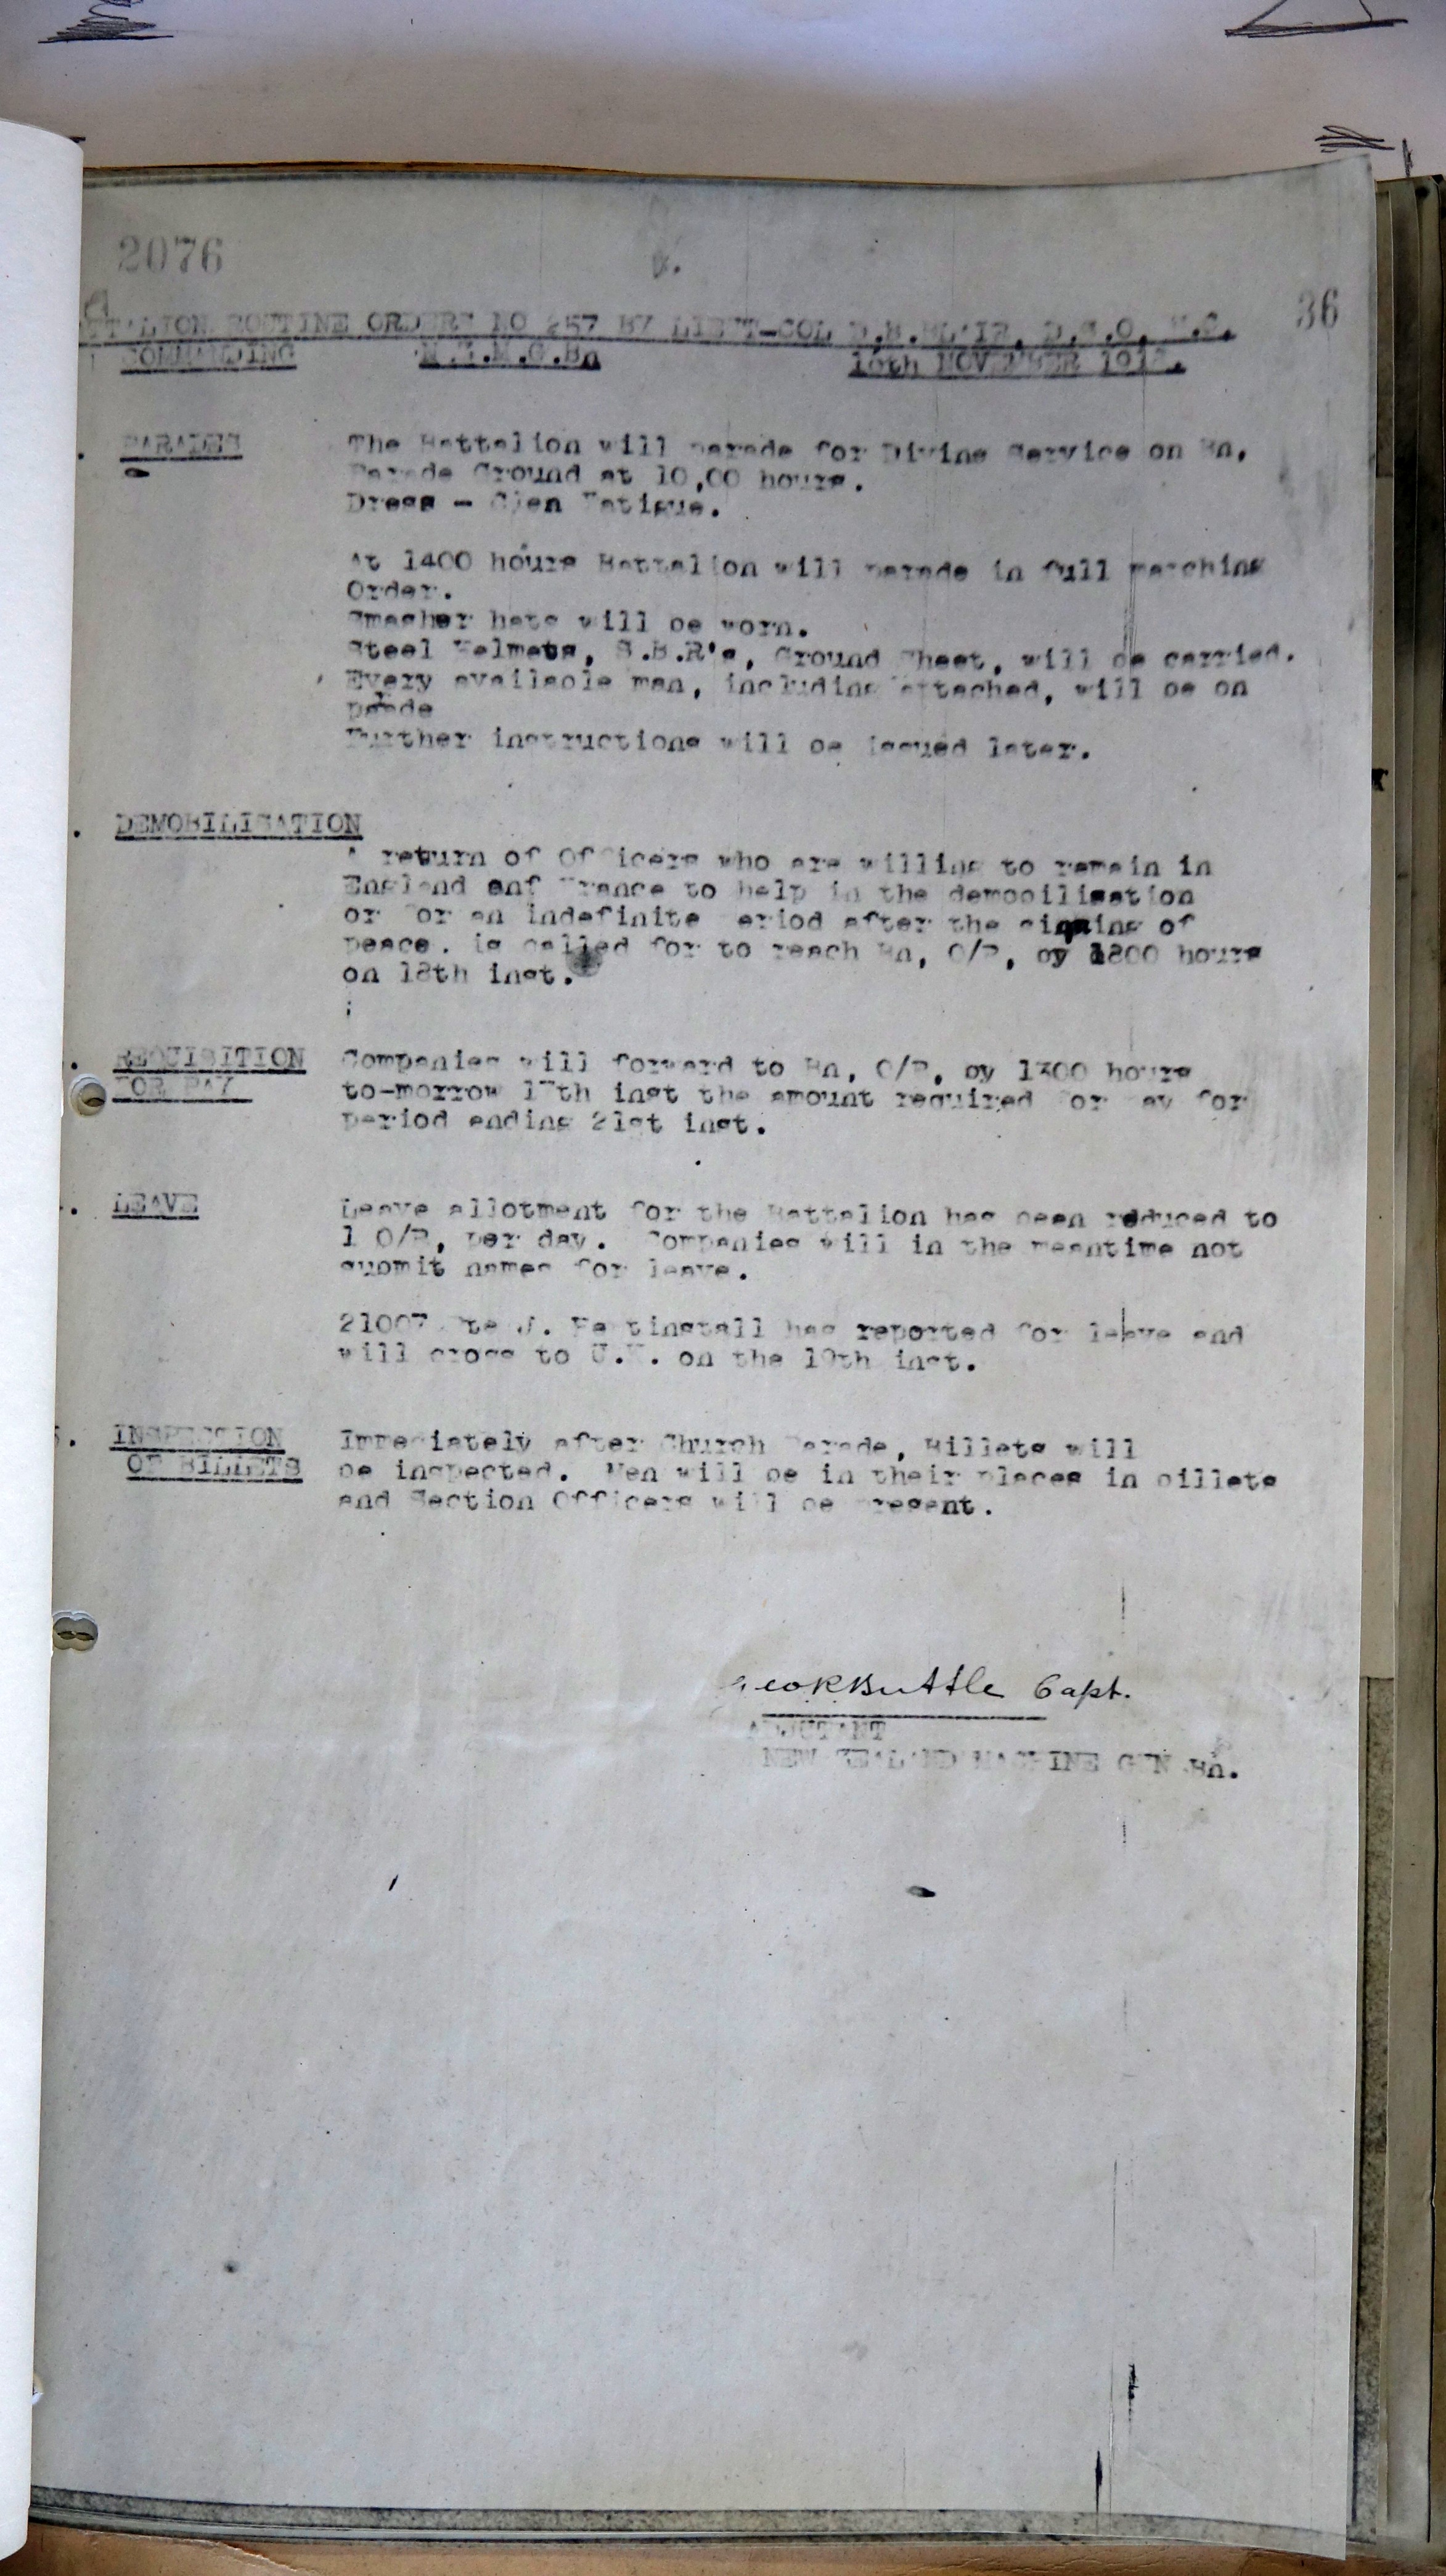 2076
36
BATTALION ROUTINE ORDERS NO 257 BY LIEUT-COL D.B.BLAIR, D.S.O, M.C.
COMMANDING N.Z.M.G.Bn 16th NOVEMBER 1918.
PARADES The Battalion will parade for Divine Service on Bn,
Parade Ground at 10,00 hours.
Dress - Clen Fatigue.
At 1400 hours Battalion will parade in full marching
Order.
Smasher hats will be worn.
Steel Helmets, S.B.R's, Ground Sheet, will be carried.
Every available man, including attached, will be on
parade
Further instructions will be issued later.
DEMOBILISATION
A return of Officers who are willing to remain in
England anf France to help in the demobilisation
or for an indefinite period after the signing of
peace. is called for to reach Bn, O/R, by 1800 hours
on 18th inst.
REQUISITION Companies will forward to Bn, O/R, by 1300 hours
FOR PAY to-morrow 17th inst the amount required for pay for
period ending 21st inst.
LEAVE Leave allotment for the Battalion has been reduced to
1 O/R, per day. Companies will in the meantime not
submit names for leave.
21007 Pte J. has reported for leave and
will cross to U.K. on the 19th inst.
5. INSPECTION Immediately after Church Parade, Billets will
OF BILLETS be inspected. Men will be in their places in billets
and Section Officers will be present.
Buttle Capt.
ADJUTANT
NEW ZEALAND MACHINE GUN Bn.